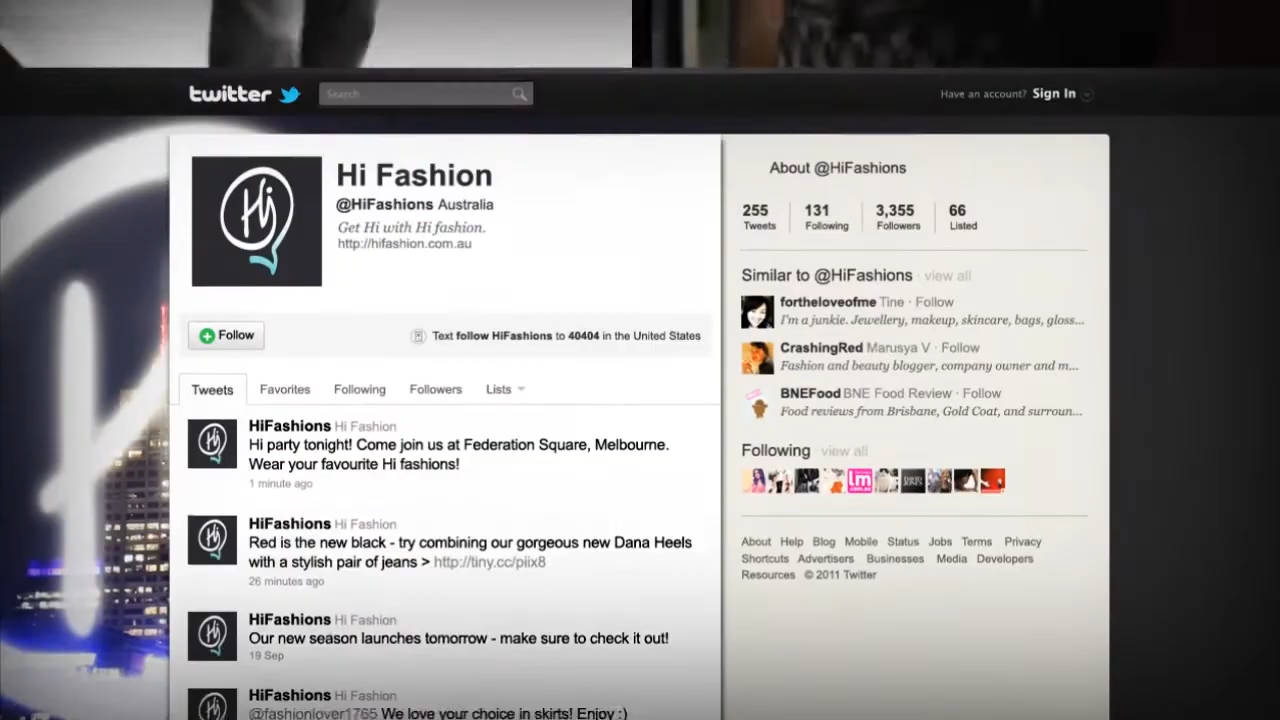 twitter
Search...
Have an account? Sign In
Hi
Hi Fashion
@HiFashions Australia
Get Hi with Hi fashion.
http://hifashion.com.au
Follow
Text follow HiFashions to 40404 in the United States
Tweets Favorites Following Followers Lists
Hi
HiFashions Hi Fashion
Hi party tonight! Come join us at Federation Square, Melbourne.
Wear your favourite Hi fashions!
1 minute ago
Hi
HiFashions Hi Fashion
Red is the new black - try combining our gorgeous new Dana Heels
with a stylish pair of jeans > http://tiny.cc/piix8
26 minutes ago
Hi
HiFashions Hi Fashion
Our new season launches tomorrow - make sure to check it out!
19 Sep
Hi
HiFashions Hi Fashion
@fashionlover1765 We love your choice in skirts! Enjoy :)
About @HiFashions
255 131 3,355 66
Tweets Following Followers Listed
Similar to @HiFashions · view all
fortheloveofme Tine · Follow
I'm a junkie. Jewellery, makeup, skincare, bags, gloss...
CrashingRed Marusya V · Follow
Fashion and beauty blogger, company owner and m...
BNEFood BNE Food Review · Follow
Food reviews from Brisbane, Gold Coast, and surroun...
Following · view all
lm
About Help Blog Mobile Status Jobs Terms Privacy
Shortcuts Advertisers Businesses Media Developers
Resources © 2011 Twitter